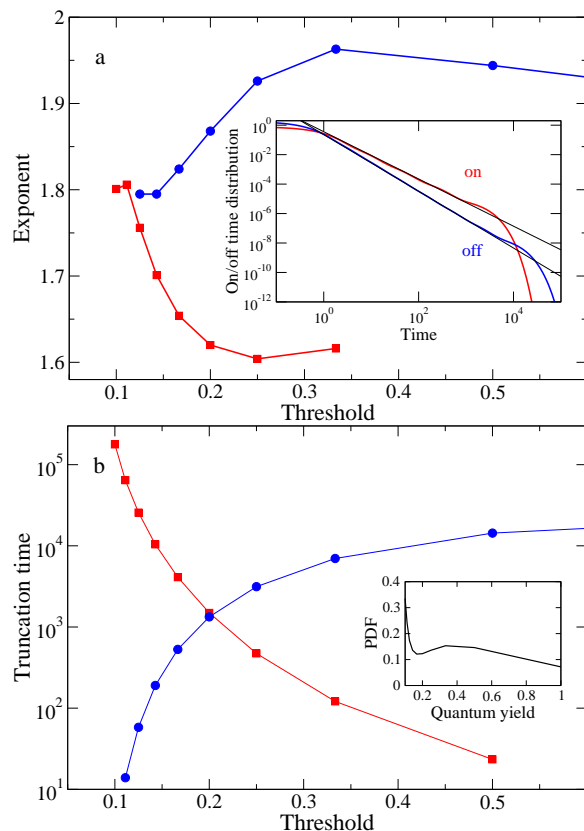 a
2
1.9
1.8
1.7
1.6
Exponent
10^0
10^-2
10^-4
10^-6
10^-8
10^-10
10^-12
On/off time distribution
on
off
10^0 10^2 10^4
Time
0.1 0.2 0.3 0.4 0.5
Threshold
b
10^5
10^4
10^3
10^2
10^1
Truncation time
0.4
0.3
0.2
0.1
0
PDF
0.2 0.4 0.6 0.8 1
Quantum yield
0.1 0.2 0.3 0.4 0.5
Threshold